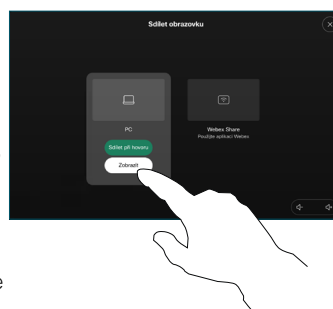 Sdílet obrazovku
PC
Webex Share
Použijte aplikaci Webex
Sdílet při hovoru
Zobrazit
e